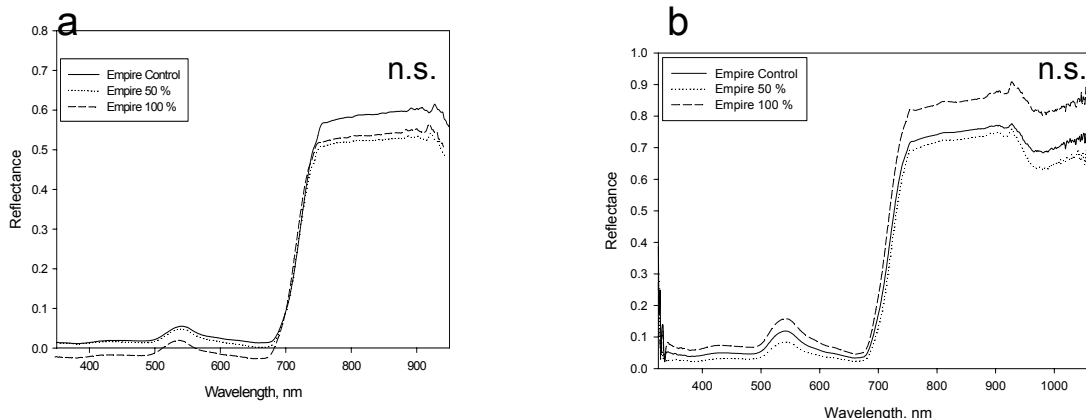 a
n.s.
Empire Control
Empire 50 %
Empire 100 %
0.8
0.7
0.6
0.5
0.4
0.3
0.2
0.1
0.0
Reflectance
400 500 600 700 800 900
Wavelength, nm
b
n.s.
Empire Control
Empire 50 %
Empire 100 %
1.0
0.9
0.8
0.7
0.6
0.5
0.4
0.3
0.2
0.1
0.0
Reflectance
400 500 600 700 800 900 1000
Wavelength, nm